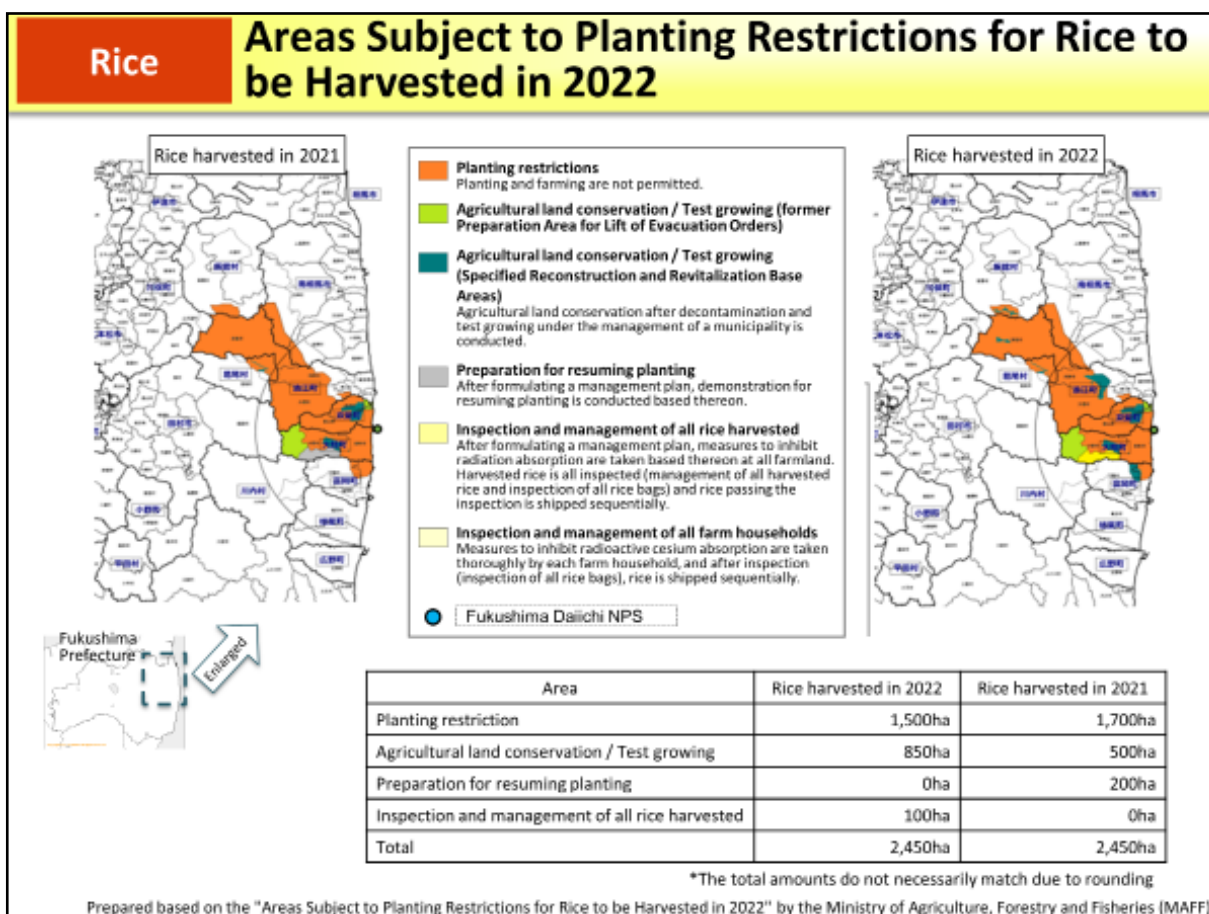 Rice
Areas Subject to Planting Restrictions for Rice to
be Harvested in 2022
Rice harvested in 2021
Planting restrictions
Planting and farming are not permitted.
Agricultural land conservation / Test growing (former
Preparation Area for Lift of Evacuation Orders)
Agricultural land conservation / Test growing
(Specified Reconstruction and Revitalization Base
Areas)
Agricultural land conservation after decontamination and
test growing under the management of a municipality is
conducted.
Preparation for resuming planting
After formulating a management plan, demonstration for
resuming planting is conducted based thereon.
Inspection and management of all rice harvested
After formulating a management plan, measures to inhibit
radiation absorption are taken based thereon at all farmland.
Harvested rice is all inspected (management of all harvested
rice and inspection of all rice bags) and rice passing the
inspection is shipped sequentially.
Inspection and management of all farm households
Measures to inhibit radioactive cesium absorption are taken
thoroughly by each farm household, and after inspection
(inspection of all rice bags), rice is shipped sequentially.
Fukushima Daiichi NPS
Rice harvested in 2022
Fukushima
Prefecture
Enlarged
Area Rice harvested in 2022 Rice harvested in 2021
Planting restriction 1,500ha 1,700ha
Agricultural land conservation / Test growing 850ha 500ha
Preparation for resuming planting 0ha 200ha
Inspection and management of all rice harvested 100ha 0ha
Total 2,450ha 2,450ha
*The total amounts do not necessarily match due to rounding
Prepared based on the "Areas Subject to Planting Restrictions for Rice to be Harvested in 2022" by the Ministry of Agriculture, Forestry and Fisheries (MAFF)